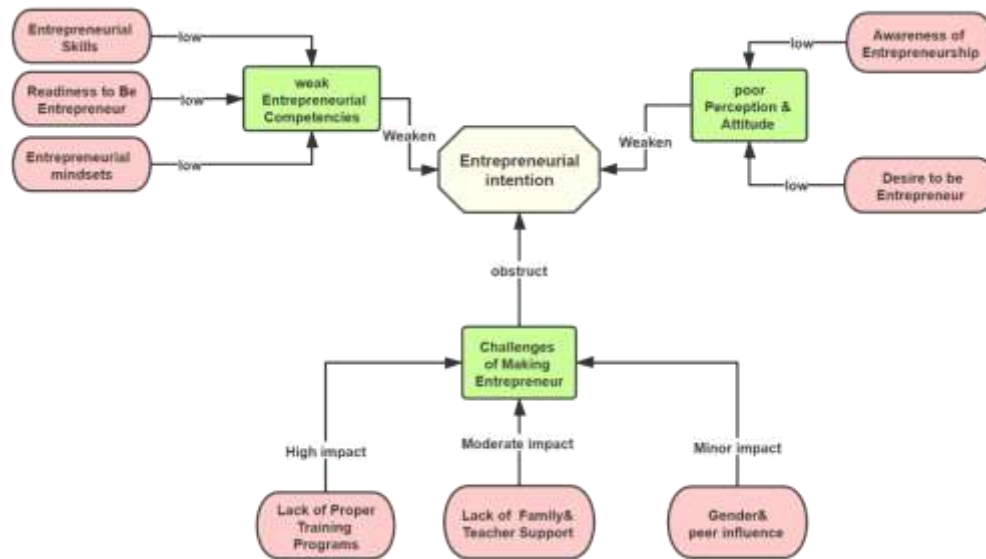 Entrepreneurial
Skills
low
Awareness of
Entrepreneurship
low
Readiness to Be
Entrepreneur
low
weak
Entrepreneurial
Competencies
poor
Perception &
Attitude
Weaken
Weaken
Entrepreneurial
mindsets
low
Entrepreneurial
intention
Desire to be
Entrepreneur
low
obstruct
Challenges
of Making
Entrepreneur
High impact
Moderate impact
Minor impact
Lack of Proper
Training
Programs
Lack of Family&
Teacher Support
Gender&
peer influence